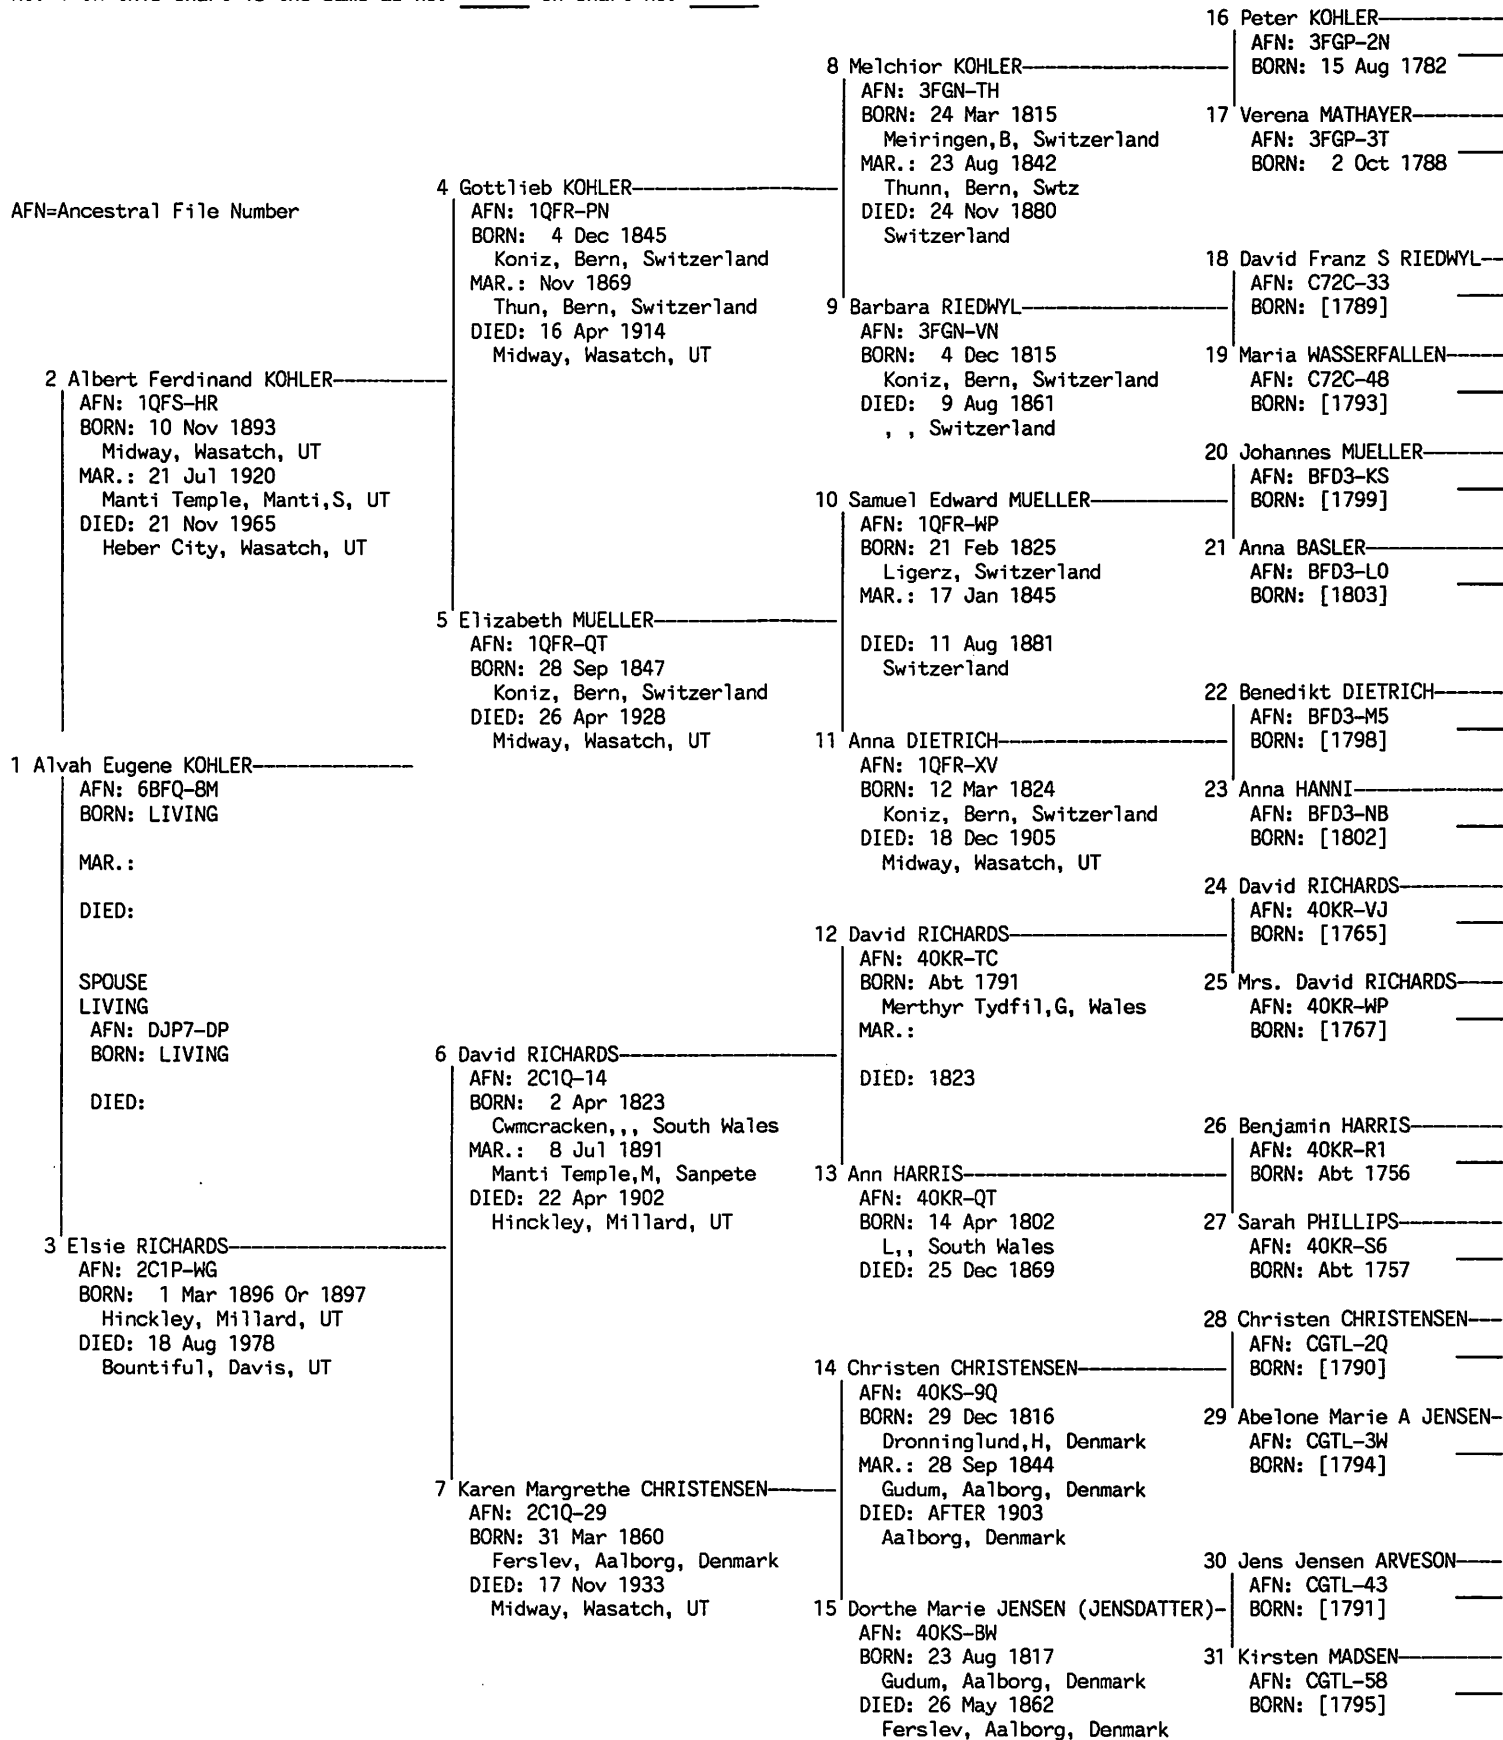 16 Peter KOHLER
AFN: 3FGP-2N
BORN: 15 Aug 1782
8 Melchior KOHLER
AFN: 3FGN-TH
BORN: 24 Mar 1815
Meiringen,B, Switzerland
MAR.: 23 Aug 1842
Thunn, Bern, Swtz
DIED: 24 Nov 1880
Switzerland
17 Verena MATHAYER
AFN: 3FGP-3T
BORN: 2 Oct 1788
4 Gottlieb KOHLER
AFN: 1QFR-PN
BORN: 4 Dec 1845
Koniz, Bern, Switzerland
MAR.: Nov 1869
Thun, Bern, Switzerland
DIED: 16 Apr 1914
Midway, Wasatch, UT
AFN=Ancestral File Number
18 David Franz S RIEDWYL
AFN: C72C-33
BORN: [1789]
9 Barbara RIEDWYL
AFN: 3FGN-VN
BORN: 4 Dec 1815
Koniz, Bern, Switzerland
DIED: 9 Aug 1861
, , Switzerland
19 Maria WASSERFALLEN
AFN: C72C-48
BORN: [1793]
2 Albert Ferdinand KOHLER
AFN: 1QFS-HR
BORN: 10 Nov 1893
Midway, Wasatch, UT
MAR.: 21 Jul 1920
Manti Temple, Manti,S, UT
DIED: 21 Nov 1965
Heber City, Wasatch, UT
20 Johannes MUELLER
AFN: BFD3-KS
BORN: [1799]
10 Samuel Edward MUELLER
AFN: 1QFR-WP
BORN: 21 Feb 1825
Ligerz, Switzerland
MAR.: 17 Jan 1845
DIED: 11 Aug 1881
Switzerland
21 Anna BASLER
AFN: BFD3-L0
BORN: [1803]
5 Elizabeth MUELLER
AFN: 1QFR-QT
BORN: 28 Sep 1847
Koniz, Bern, Switzerland
DIED: 26 Apr 1928
Midway, Wasatch, UT
22 Benedikt DIETRICH
AFN: BFD3-M5
BORN: [1798]
11 Anna DIETRICH
AFN: 1QFR-XV
BORN: 12 Mar 1824
Koniz, Bern, Switzerland
DIED: 18 Dec 1905
Midway, Wasatch, UT
23 Anna HANNI
AFN: BFD3-NB
BORN: [1802]
1 Alvah Eugene KOHLER
AFN: 6BFQ-8M
BORN: LIVING
MAR.:
DIED:
SPOUSE
LIVING
AFN: DJP7-DP
BORN: LIVING
DIED:
24 David RICHARDS
AFN: 40KR-VJ
BORN: [1765]
12 David RICHARDS
AFN: 40KR-TC
BORN: Abt 1791
Merthyr Tydfil,G, Wales
MAR.:
DIED: 1823
25 Mrs. David RICHARDS
AFN: 40KR-WP
BORN: [1767]
6 David RICHARDS
AFN: 2C1Q-14
BORN: 2 Apr 1823
Cwmcracken,,, South Wales
MAR.: 8 Jul 1891
Manti Temple,M, Sanpete
DIED: 22 Apr 1902
Hinckley, Millard, UT
26 Benjamin HARRIS
AFN: 40KR-R1
BORN: Abt 1756
13 Ann HARRIS
AFN: 40KR-QT
BORN: 14 Apr 1802
L,, South Wales
DIED: 25 Dec 1869
27 Sarah PHILLIPS
AFN: 40KR-S6
BORN: Abt 1757
3 Elsie RICHARDS
AFN: 2C1P-WG
BORN: 1 Mar 1896 Or 1897
Hinckley, Millard, UT
DIED: 18 Aug 1978
Bountiful, Davis, UT
28 Christen CHRISTENSEN
AFN: CGTL-2Q
BORN: [1790]
14 Christen CHRISTENSEN
AFN: 40KS-9Q
BORN: 29 Dec 1816
Dronninglund,H, Denmark
MAR.: 28 Sep 1844
Gudum, Aalborg, Denmark
DIED: AFTER 1903
Aalborg, Denmark
29 Abelone Marie A JENSEN
AFN: CGTL-3W
BORN: [1794]
7 Karen Margrethe CHRISTENSEN
AFN: 2C1Q-29
BORN: 31 Mar 1860
Ferslev, Aalborg, Denmark
DIED: 17 Nov 1933
Midway, Wasatch, UT
30 Jens Jensen ARVESON
AFN: CGTL-43
BORN: [1791]
15 Dorthe Marie JENSEN (JENSDATTER)
AFN: 40KS-BW
BORN: 23 Aug 1817
Gudum, Aalborg, Denmark
DIED: 26 May 1862
Ferslev, Aalborg, Denmark
31 Kirsten MADSEN
AFN: CGTL-58
BORN: [1795]